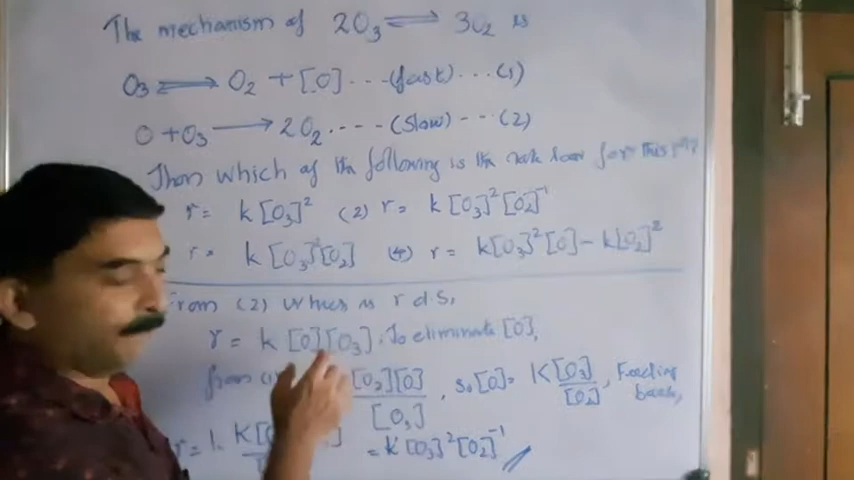 The mechanism of 2O₃ ⇌ 3O₂ is
O₃ ⇌ O₂ + [O] ... (fast) ... (1)
O + O₃ → 2O₂ .... (slow) ... (2)
Then which of the following is the rate law for this
r = k[O₃]² (2) r = k[O₃]²[O₂]⁻¹
r = k[O₃]²[O₂] (4) r = k[O₃]²[O] - k[O₂]²
From (2) which is r.d.s,
r = k[O][O₃]. To eliminate [O],
from (1) [O₂][O] / [O₃], so [O] = K[O₃] / [O₂], Feeding back,
r = k. = k[O₃]²[O₂]⁻¹